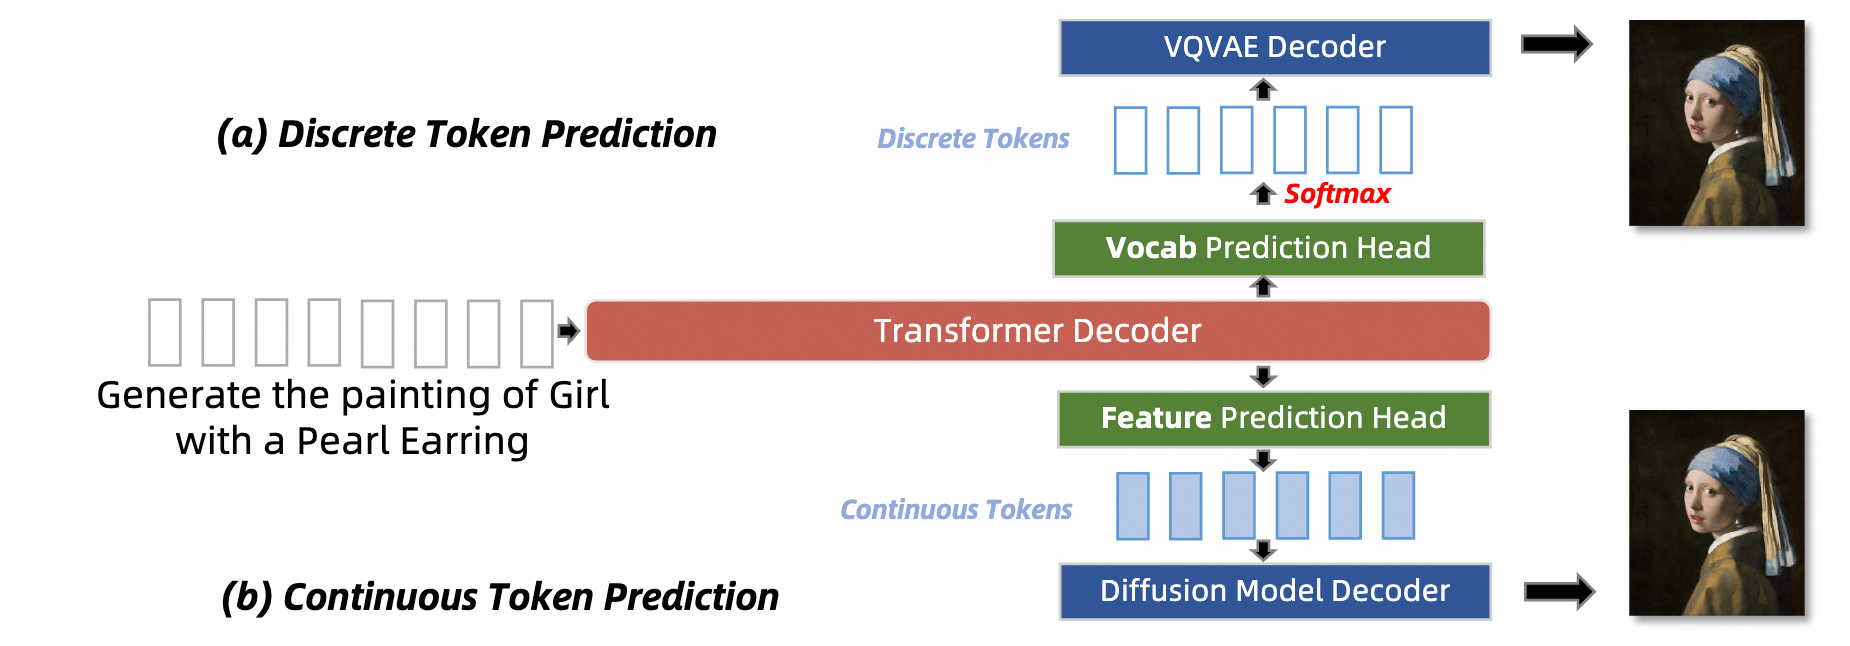 VQVAE Decoder
(a) Discrete Token Prediction
Discrete Tokens
Softmax
Vocab Prediction Head
Transformer Decoder
Generate the painting of Girl
with a Pearl Earring
Feature Prediction Head
Continuous Tokens
(b) Continuous Token Prediction
Diffusion Model Decoder